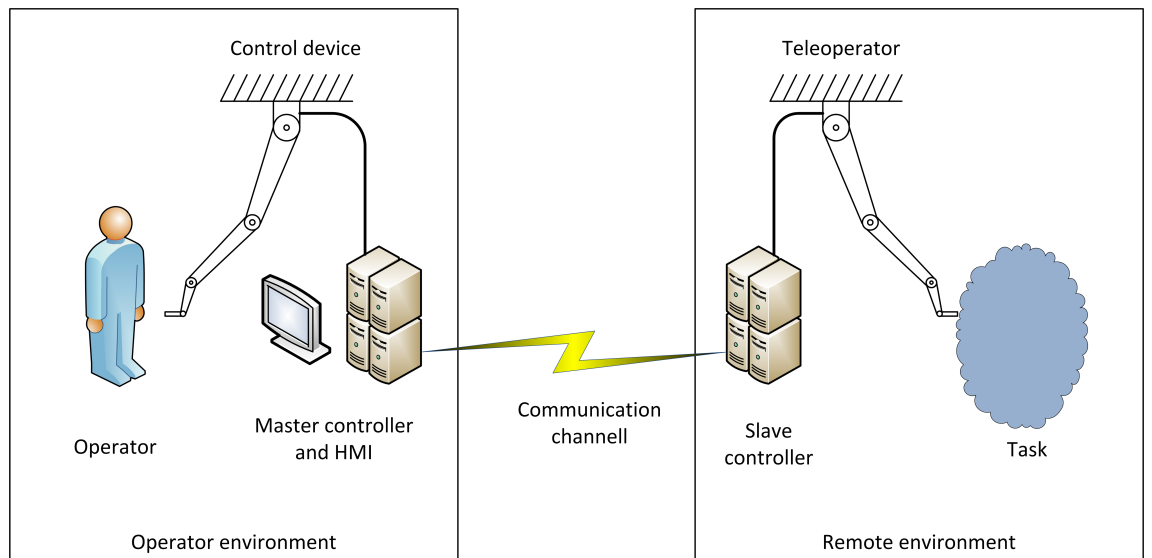 Control device
Teleoperator
Operator
Master controller
and HMI
Communication
channell
Slave
controller
Task
Operator environment
Remote environment